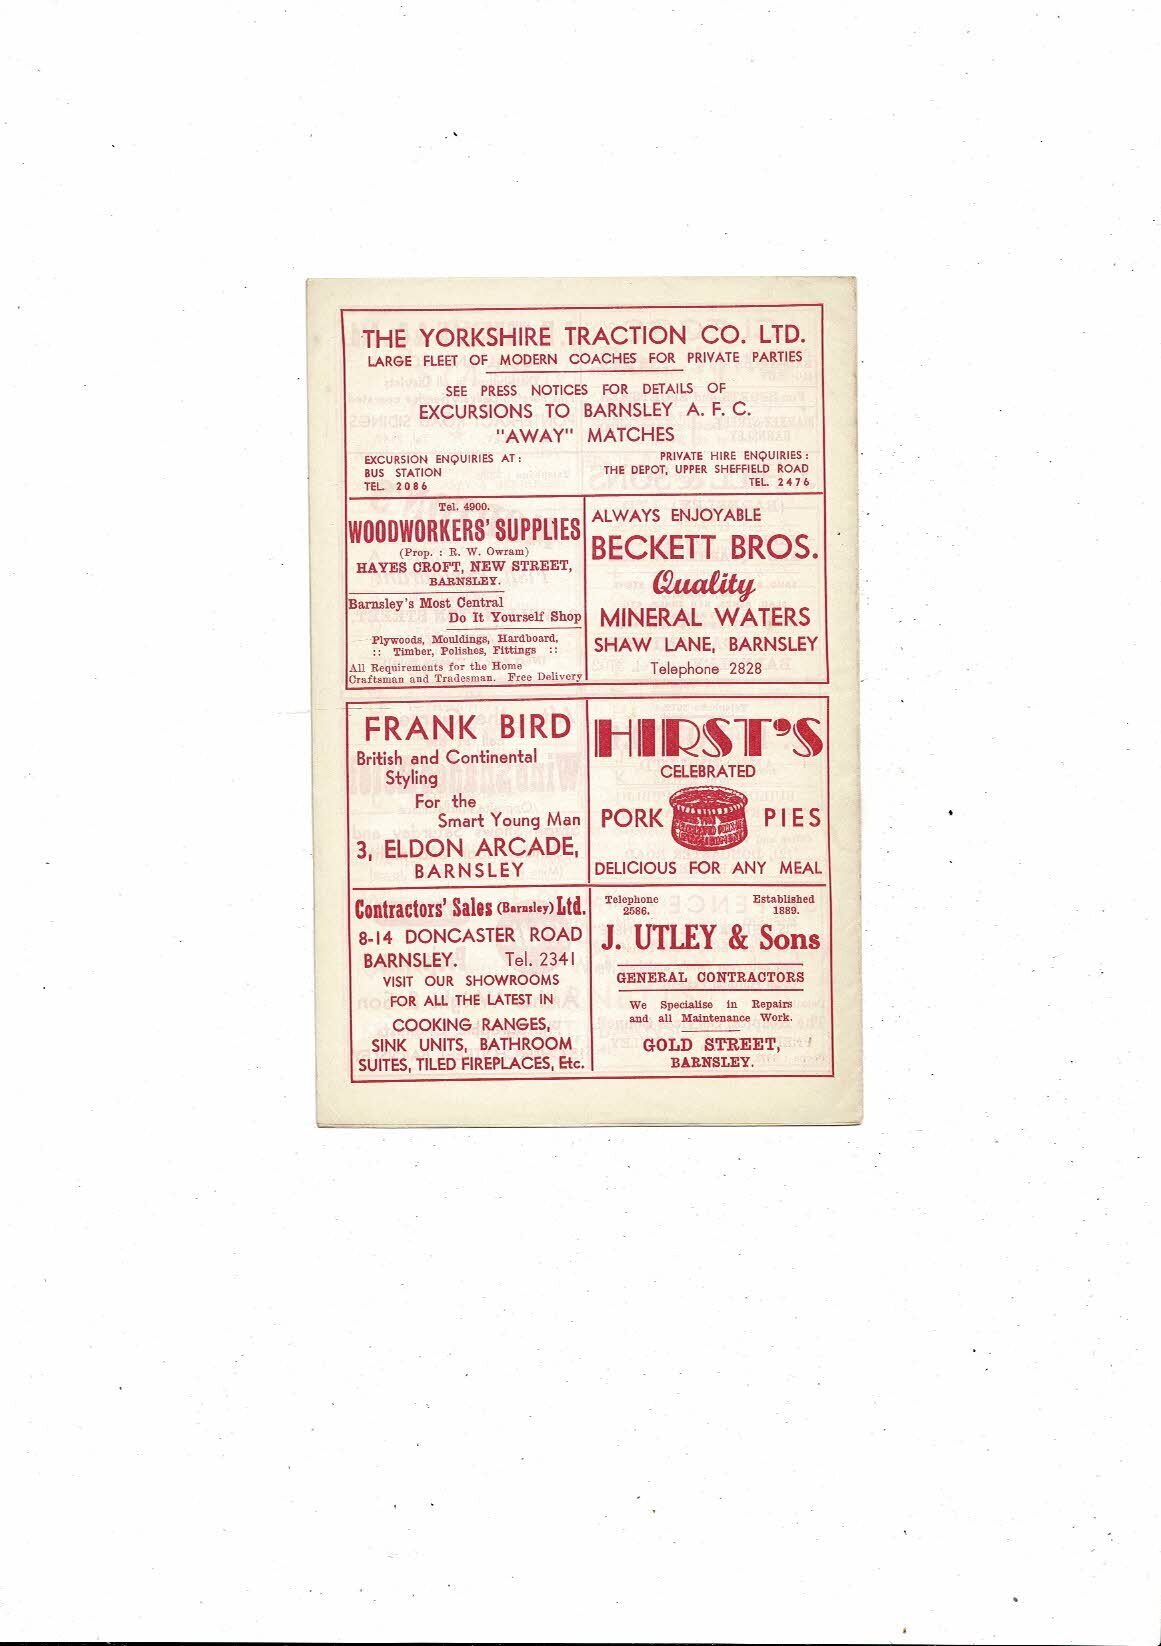 THE YORKSHIRE TRACTION CO. LTD.
LARGE FLEET OF MODERN COACHES FOR PRIVATE PARTIES
SEE PRESS NOTICES FOR DETAILS OF
EXCURSIONS TO BARNSLEY A. F. C.
"AWAY" MATCHES
EXCURSION ENQUIRIES AT:
BUS STATION
TEL. 2086
PRIVATE HIRE ENQUIRIES:
THE DEPOT, UPPER SHEFFIELD ROAD
TEL. 2476
Tel. 4900.
WOODWORKERS' SUPPLIES
(Prop. : R. W. Owram)
HAYES CROFT, NEW STREET,
BARNSLEY.
Barnsley's Most Central
Do It Yourself Shop
Plywoods, Mouldings, Hardboard,
:: Timber, Polishes, Fittings ::
All Requirements for the Home
Craftsman and Tradesman. Free Delivery
ALWAYS ENJOYABLE
BECKETT BROS.
Quality
MINERAL WATERS
SHAW LANE, BARNSLEY
Telephone 2828
FRANK BIRD
British and Continental
Styling
For the
Smart Young Man
3, ELDON ARCADE,
BARNSLEY
HIRST'S
CELEBRATED
PORK PIES
DELICIOUS FOR ANY MEAL
Contractors' Sales (Barnsley) Ltd.
8-14 DONCASTER ROAD
BARNSLEY. Tel. 2341
VISIT OUR SHOWROOMS
FOR ALL THE LATEST IN
COOKING RANGES,
SINK UNITS, BATHROOM
SUITES, TILED FIREPLACES, Etc.
Telephone
2586.
Established
1889.
J. UTLEY & Sons
GENERAL CONTRACTORS
We Specialise in Repairs
and all Maintenance Work.
GOLD STREET,
BARNSLEY.